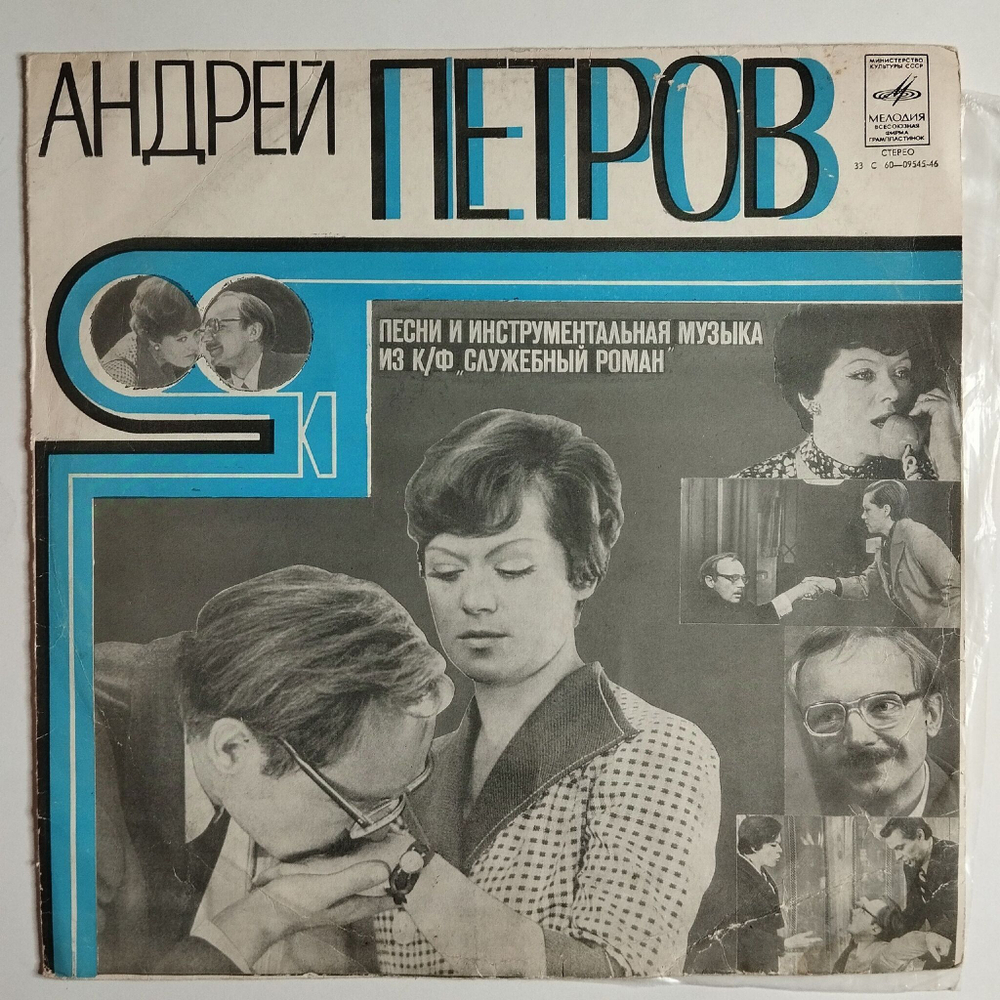 АНДРЕЙ ПЕТРОВ
МИНИСТЕРСТВО
КУЛЬТУРЫ СССР
МЕЛОДИЯ
ВСЕСОЮЗНАЯ
ФИРМА
ГРАМПЛАСТИНОК
СТЕРЕО
33 С 60—09545-46
ПЕСНИ И ИНСТРУМЕНТАЛЬНАЯ МУЗЫКА
ИЗ К/Ф „СЛУЖЕБНЫЙ РОМАН"